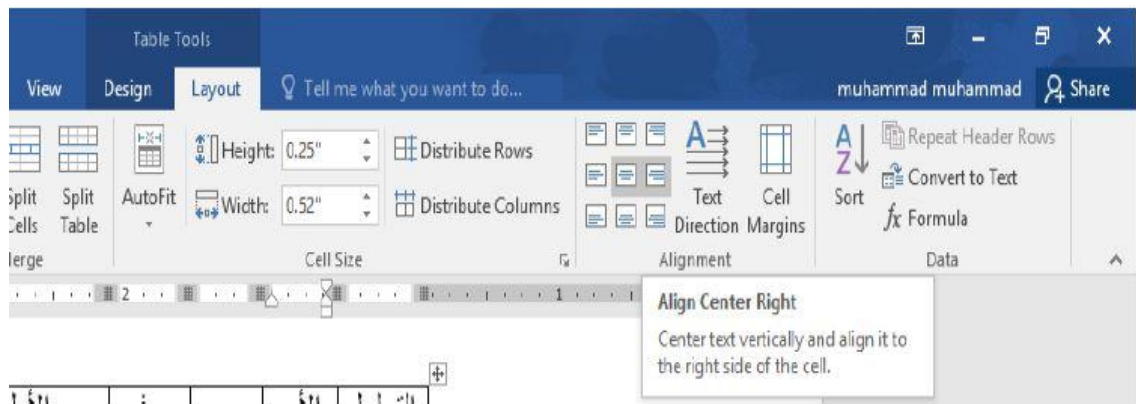 Table Tools
View Design Layout Tell me what you want to do... muhammad muhammad Share
Height: 0.25" Distribute Rows
Repeat Header Rows
Width: 0.52" Distribute Columns
Convert to Text
Split Cells
Split Table
AutoFit
Text Direction
Cell Margins
Sort
Formula
Cell Size Alignment Data
2 1
Align Center Right
Center text vertically and align it to
the right side of the cell.